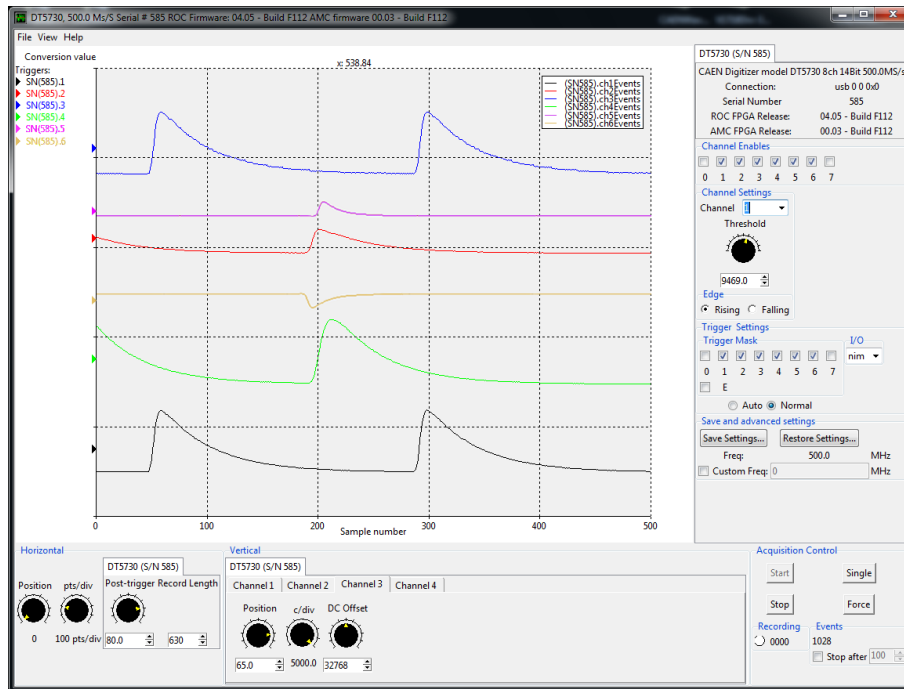 DT5730, 500.0 Ms/S Serial # 585 ROC Firmware: 04.05 - Build F112 AMC firmware 00.03 - Build F112
File View Help
Conversion value
x: 538.84
Triggers:
SN(585).1
SN(585).2
SN(585).3
SN(585).4
SN(585).5
SN(585).6
(SN585).ch1Events
(SN585).ch2Events
(SN585).ch3Events
(SN585).ch4Events
(SN585).ch5Events
(SN585).ch6Events
0 100 200 300 400 500
Sample number
DT5730 (S/N 585)
CAEN Digitizer model DT5730 8ch 14Bit 500.0MS/s
Connection: usb 0 0 0x0
Serial Number 585
ROC FPGA Release: 04.05 - Build F112
AMC FPGA Release: 00.03 - Build F112
Channel Enables
0 1 2 3 4 5 6 7
Channel Settings
Channel 1
Threshold
9469.0
Edge
Rising Falling
Trigger Settings
Trigger Mask I/O
nim
0 1 2 3 4 5 6 7
E
Auto Normal
Save and advanced settings
Save Settings... Restore Settings...
Freq: 500.0 MHz
Custom Freq: 0 MHz
Horizontal
DT5730 (S/N 585)
Position pts/div Post-trigger Record Length
0 100 pts/div 80.0 630
Vertical
DT5730 (S/N 585)
Channel 1 Channel 2 Channel 3 Channel 4
Position c/div DC Offset
65.0 5000.0 32768
Acquisition Control
Start Single
Stop Force
Recording Events
0000 1028
Stop after 100